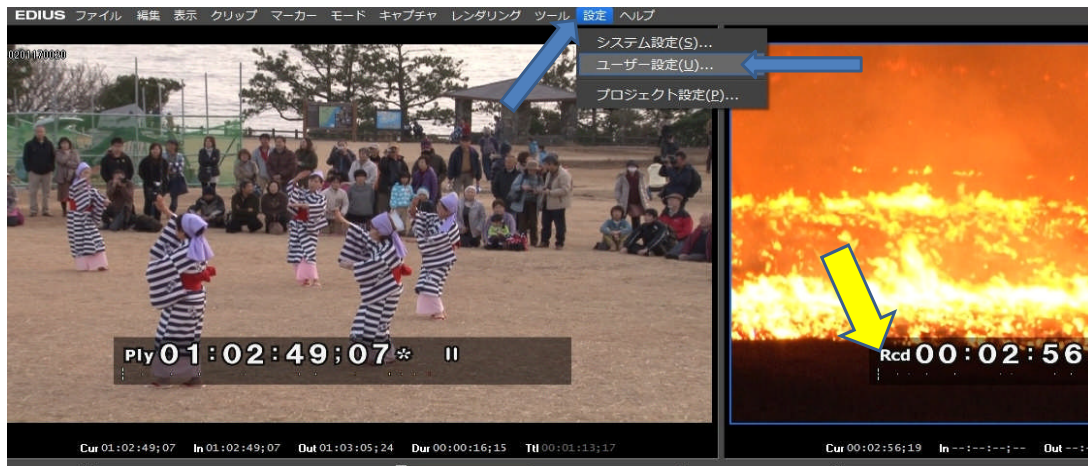 EDIUS ファイル 編集 表示 クリップ マーカー モード キャプチャ レンダリング ツール 設定 ヘルプ
システム設定(S)...
ユーザー設定(U)...
プロジェクト設定(P)...
Ply 01:02:49;07* II
Rcd 00:02:56
Cur 01:02:49;07 In 01:02:49;07 Out 01:03:05;24 Dur 00:00:16;15 Ttl 00:01:13;17
Cur 00:02:56;19 In --:--:--;-- Out --: